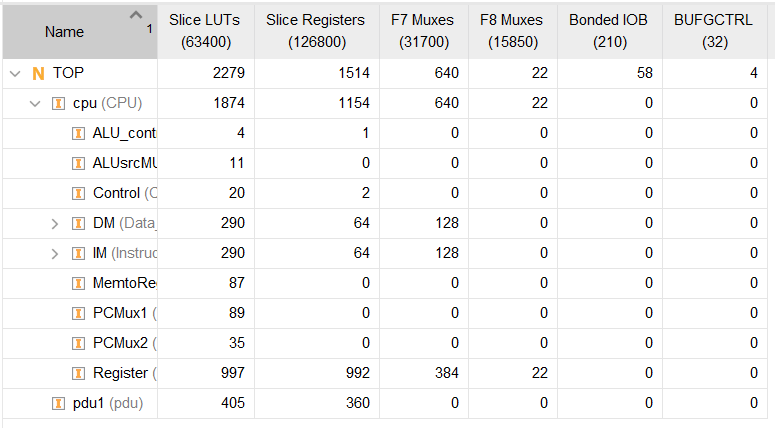 Name 1 Slice LUTs (63400) Slice Registers (126800) F7 Muxes (31700) F8 Muxes (15850) Bonded IOB (210) BUFGCTRL (32)
N TOP 2279 1514 640 22 58 4
I cpu (CPU) 1874 1154 640 22 0 0
I ALU_cont 4 1 0 0 0 0
I ALUsrcMU 11 0 0 0 0 0
I Control (C 20 2 0 0 0 0
I DM (Data_ 290 64 128 0 0 0
I IM (Instruc 290 64 128 0 0 0
I MemtoRe 87 0 0 0 0 0
I PCMux1 ( 89 0 0 0 0 0
I PCMux2 ( 35 0 0 0 0 0
I Register ( 997 992 384 22 0 0
I pdu1 (pdu) 405 360 0 0 0 0